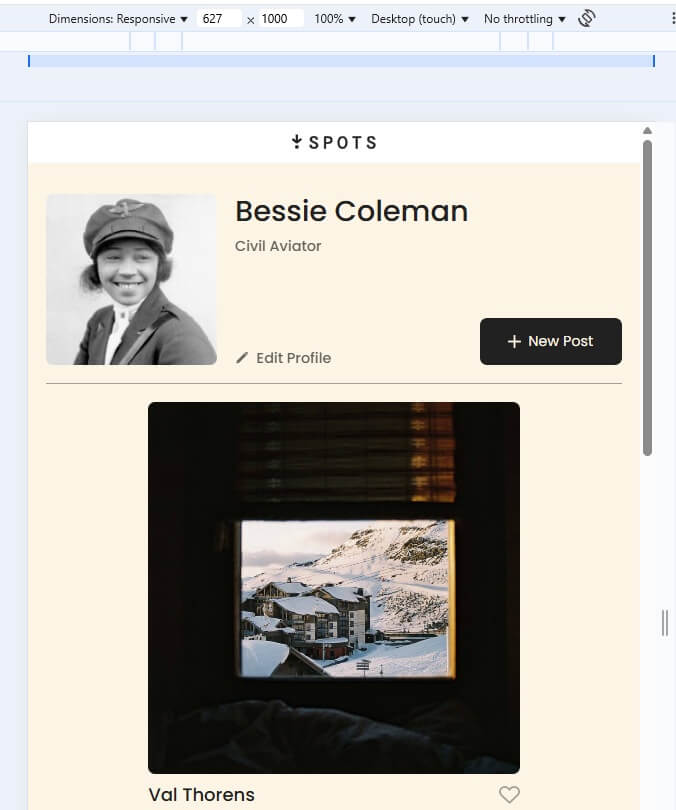 Dimensions: Responsive ▼ 627 × 1000 100% ▼ Desktop (touch) ▼ No throttling ▼
SPOTS
Bessie Coleman
Civil Aviator
Edit Profile
+ New Post
Val Thorens